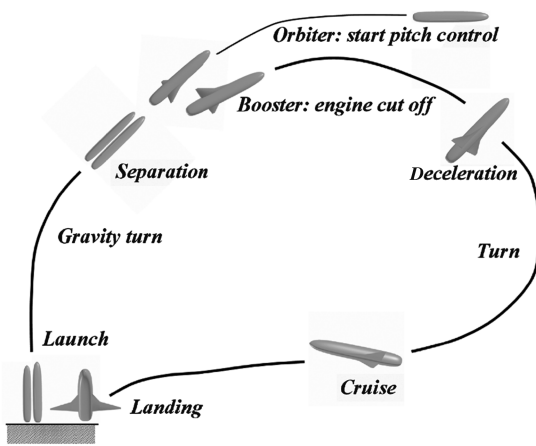 Orbiter: start pitch control
Booster: engine cut off
Separation
Deceleration
Gravity turn
Turn
Launch
Cruise
Landing